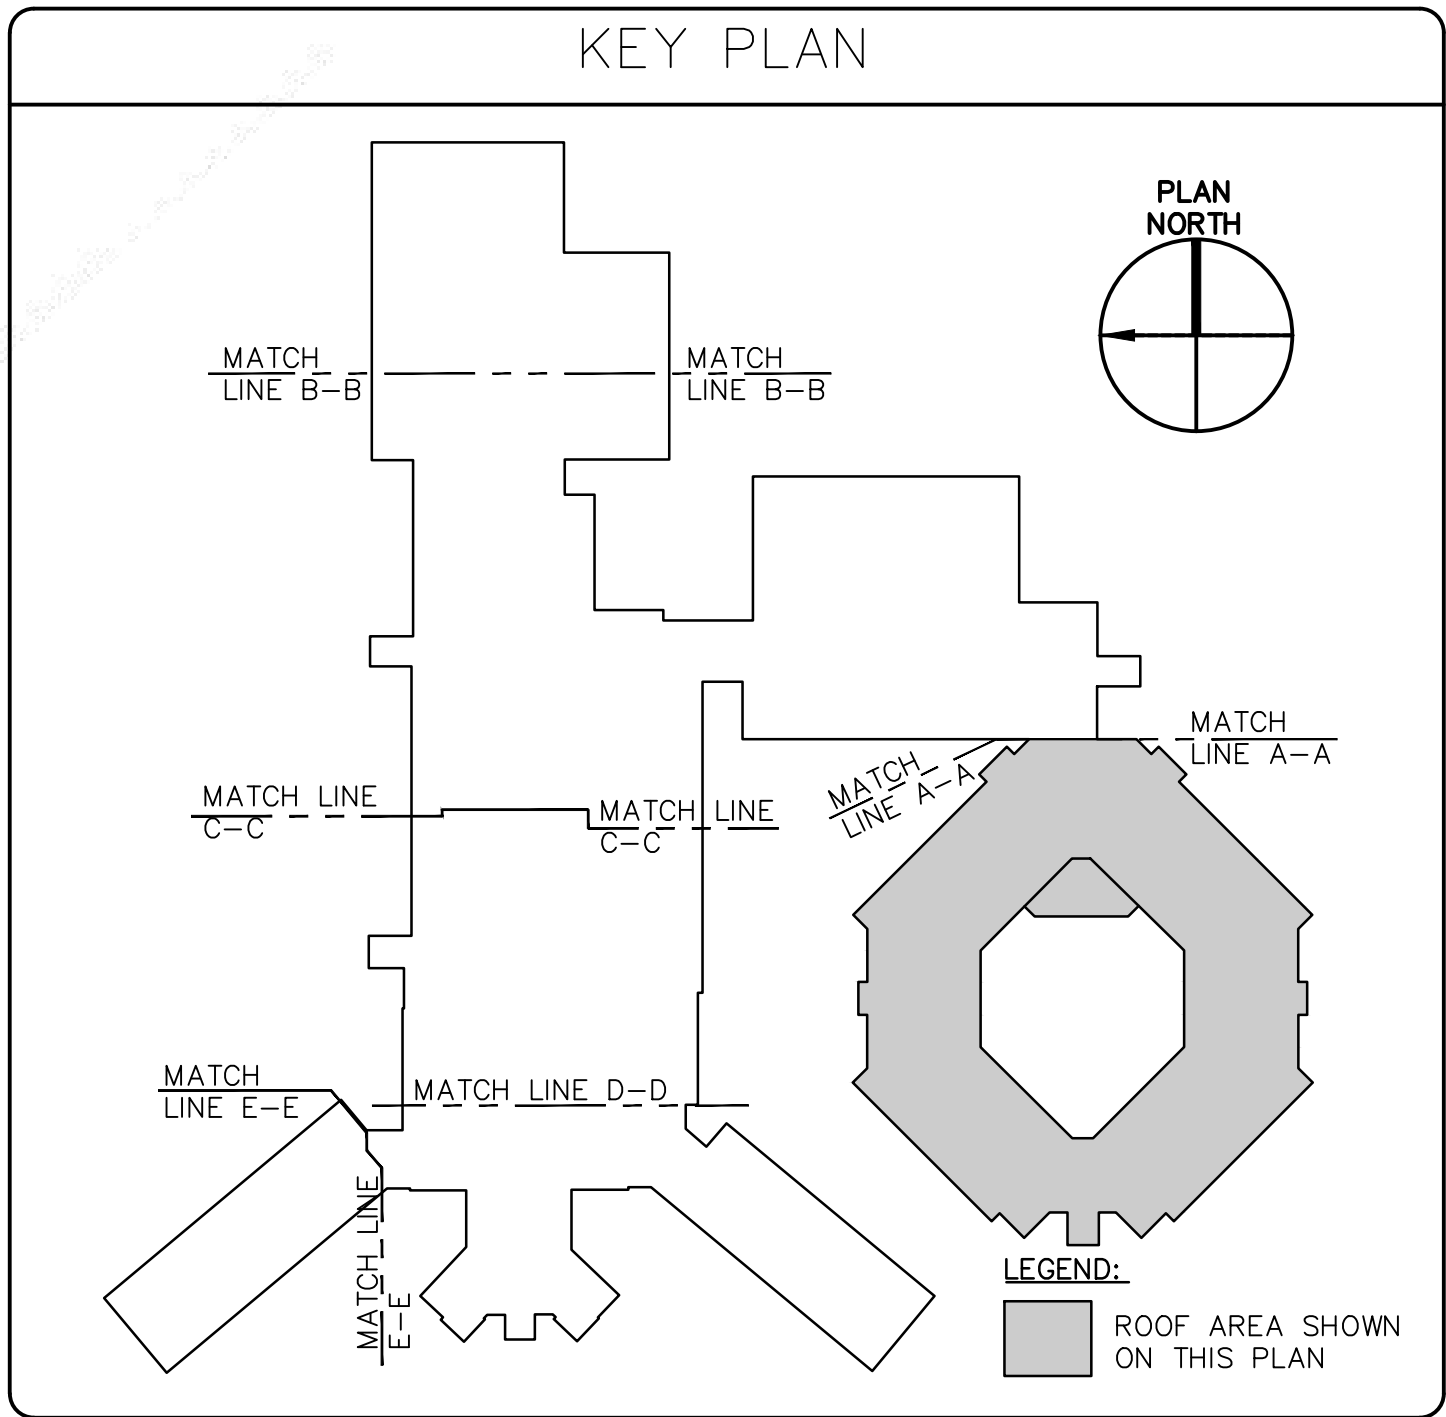 KEY PLAN
PLAN
NORTH
MATCH
LINE B-B
MATCH
LINE B-B
MATCH
LINE A-A
MATCH
LINE A-A
MATCH LINE
C-C
MATCH LINE
C-C
MATCH
LINE E-E
MATCH LINE D-D
MATCH LINE
E-E
LEGEND:
ROOF AREA SHOWN
ON THIS PLAN